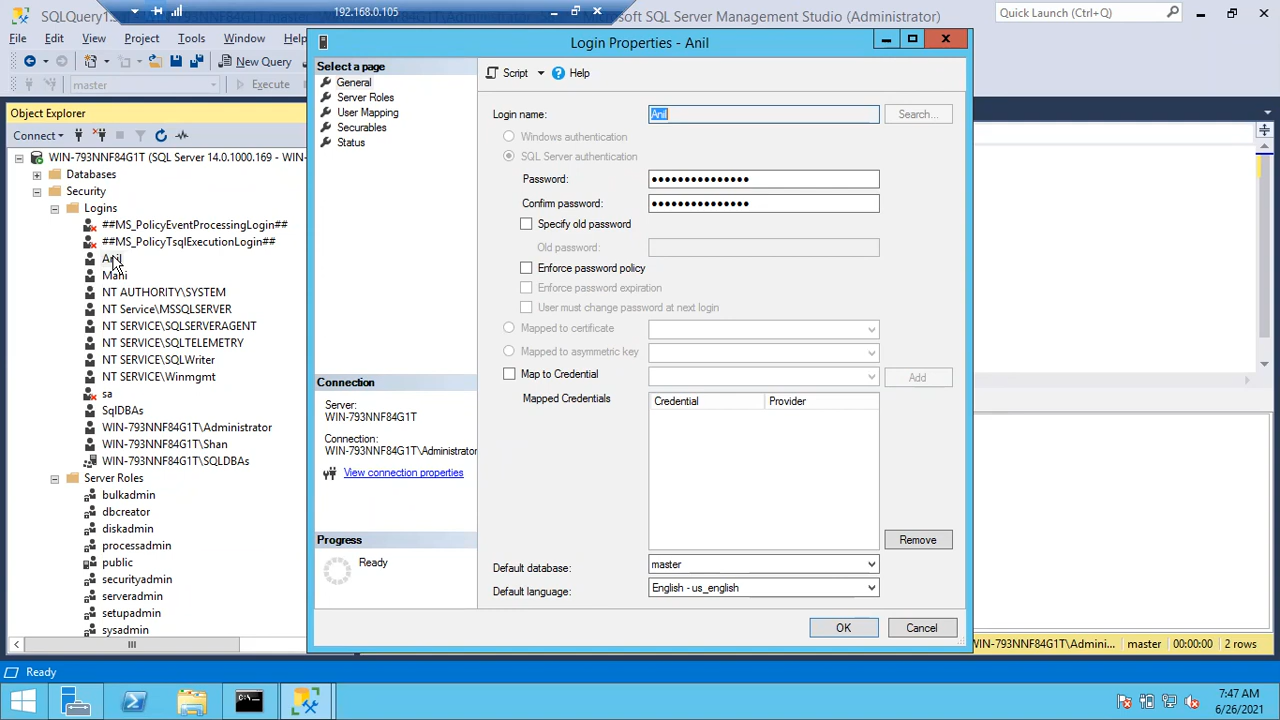 SQLQuery1
192.168.0.105
Microsoft SQL Server Management Studio (Administrator)
Quick Launch (Ctrl+Q)
File Edit View Project Tools Window Help
New Query
master
Execute
Object Explorer
Connect
WIN-793NNF84G1T (SQL Server 14.0.1000.169 - WIN-
Databases
Security
Logins
##MS_PolicyEventProcessingLogin##
##MS_PolicyTsqlExecutionLogin##
Anil
Mahi
NT AUTHORITY\SYSTEM
NT Service\MSSQLSERVER
NT SERVICE\SQLSERVERAGENT
NT SERVICE\SQLTELEMETRY
NT SERVICE\SQLWriter
NT SERVICE\Winmgmt
sa
SqlDBAs
WIN-793NNF84G1T\Administrator
WIN-793NNF84G1T\Shan
WIN-793NNF84G1T\SQLDBAs
Server Roles
bulkadmin
dbcreator
diskadmin
processadmin
public
securityadmin
serveradmin
setupadmin
sysadmin
Login Properties - Anil
Select a page
General
Server Roles
User Mapping
Securables
Status
Connection
Server:
WIN-793NNF84G1T
Connection:
WIN-793NNF84G1T\Administrator
View connection properties
Progress
Ready
Script Help
Login name: Anil Search...
Windows authentication
SQL Server authentication
Password: ●●●●●●●●●●●●●●●
Confirm password: ●●●●●●●●●●●●●●●
Specify old password
Old password:
Enforce password policy
Enforce password expiration
User must change password at next login
Mapped to certificate
Mapped to asymmetric key
Map to Credential Add
Mapped Credentials Credential Provider
Remove
Default database: master
Default language: English - us_english
OK Cancel
WIN-793NNF84G1T\Admini... master 00:00:00 2 rows
Ready
7:47 AM
6/26/2021